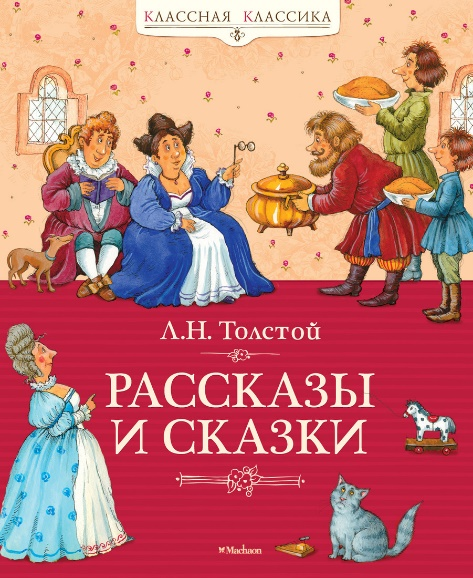 Классная Классика
Л.Н. Толстой
Рассказы
и сказки
Machaon